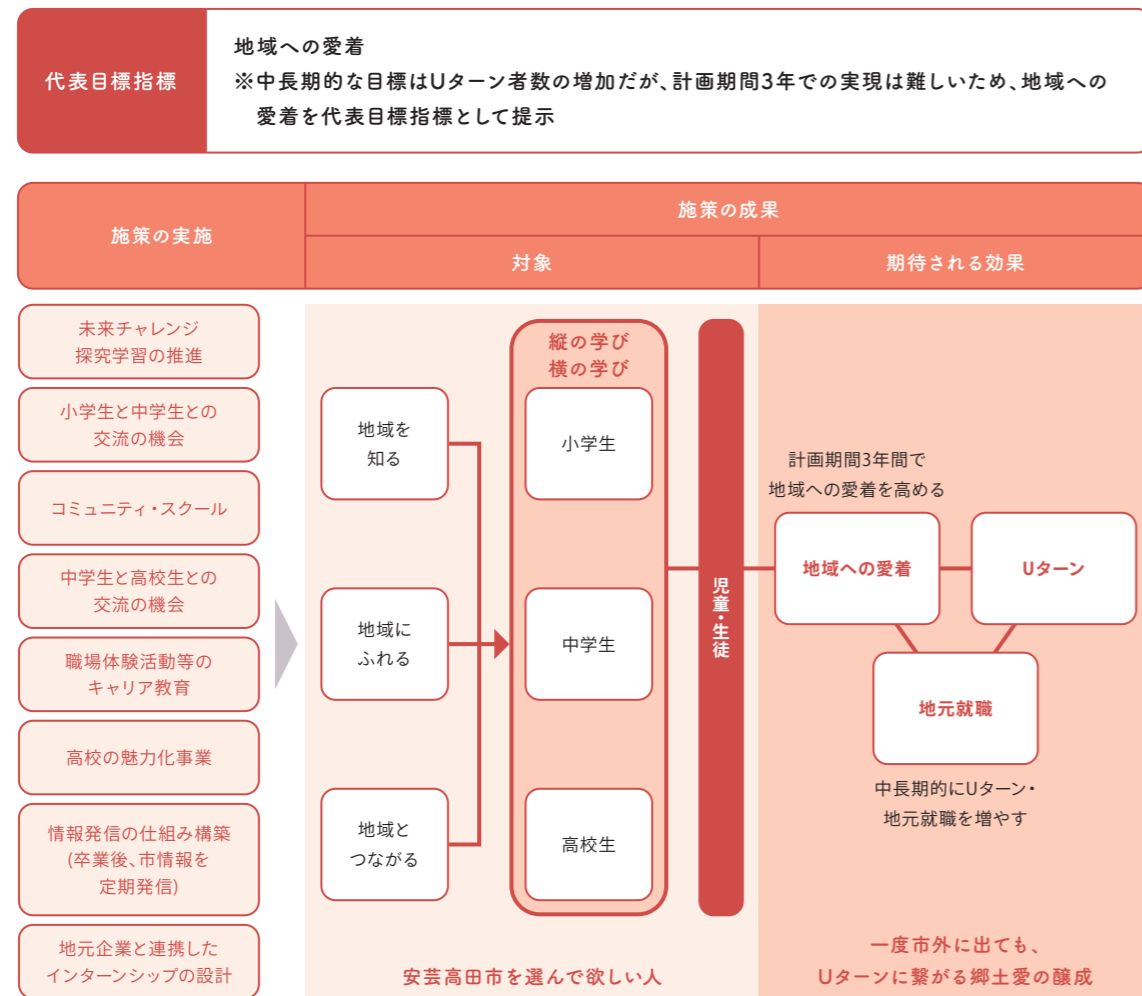 代表目標指標
地域への愛着
※中長期的な目標はUターン者数の増加だが、計画期間3年での実現は難しいため、地域への
愛着を代表目標指標として提示
施策の実施
施策の成果
対象
期待される効果
未来チャレンジ
探究学習の推進
小学生と中学生との
交流の機会
コミュニティ・スクール
中学生と高校生との
交流の機会
職場体験活動等の
キャリア教育
高校の魅力化事業
情報発信の仕組み構築
(卒業後、市情報を
定期発信)
地元企業と連携した
インターンシップの設計
地域を
知る
地域に
ふれる
地域と
つながる
縦の学び
横の学び
小学生
中学生
高校生
児童・生徒
安芸高田市を選んで欲しい人
計画期間3年間で
地域への愛着を高める
地域への愛着
Uターン
地元就職
中長期的にUターン・
地元就職を増やす
一度市外に出ても、
Uターンに繋がる郷土愛の醸成